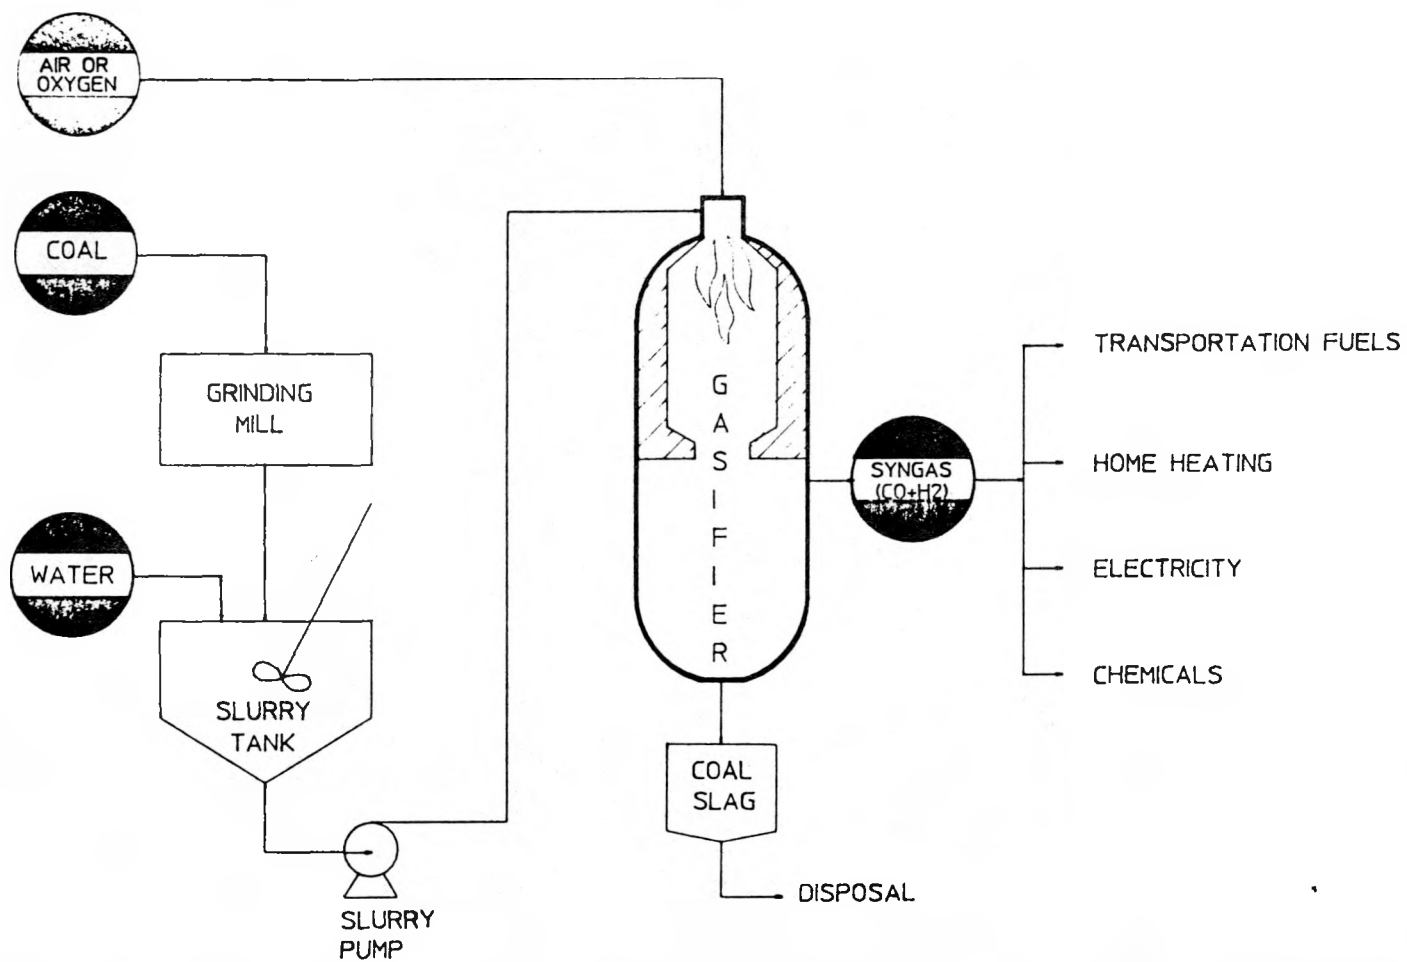 AIR OR
OXYGEN
COAL
GRINDING
MILL
WATER
SLURRY
TANK
SLURRY
PUMP
GASIFIER
COAL
SLAG
DISPOSAL
SYNGAS
(CO+H2)
TRANSPORTATION FUELS
HOME HEATING
ELECTRICITY
CHEMICALS